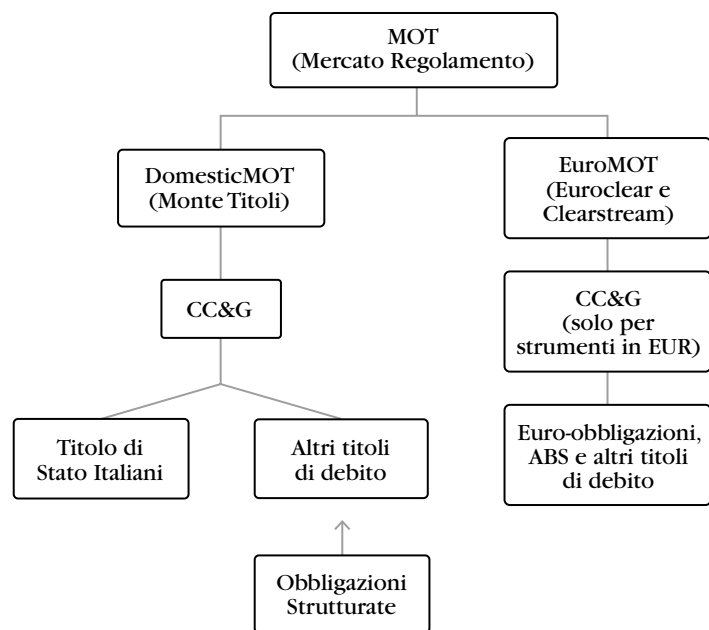 MOT
(Mercato Regolamento)
DomesticMOT
(Monte Titoli)
EuroMOT
(Euroclear e
Clearstream)
CC&G
CC&G
(solo per
strumenti in EUR)
Titolo di
Stato Italiani
Altri titoli
di debito
Euro-obbligazioni,
ABS e altri titoli
di debito
Obbligazioni
Strutturate